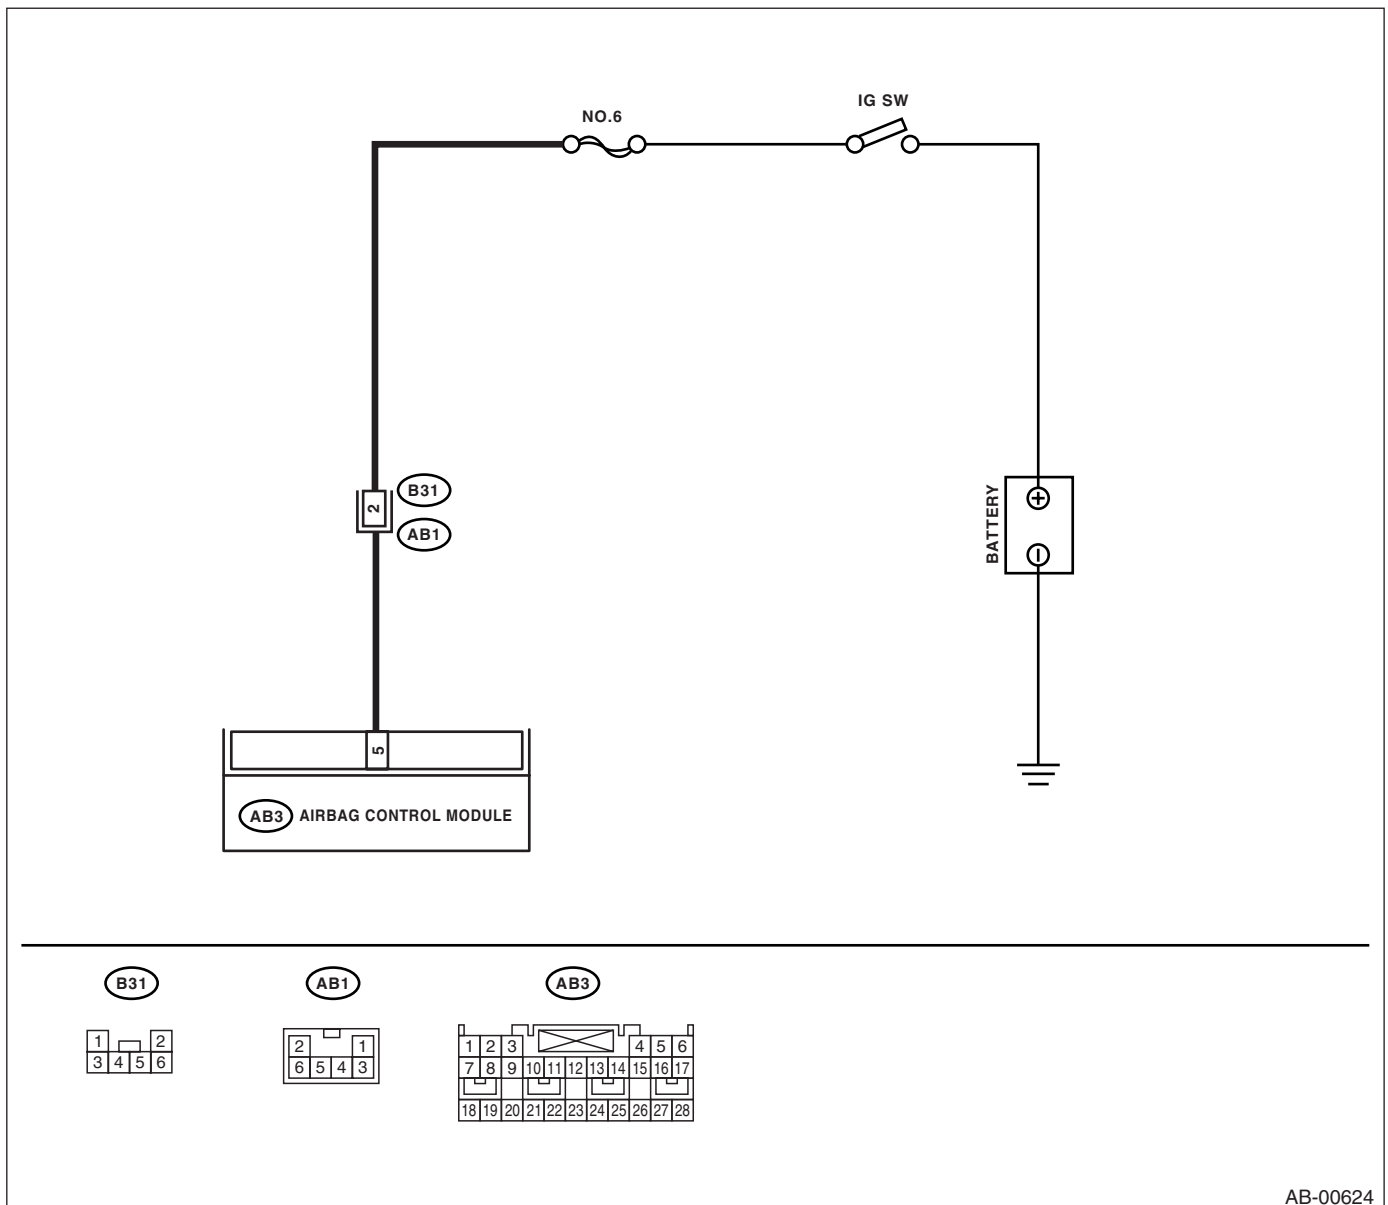 IG SW
NO.6
B31
2
AB1
BATTERY
5
AB3 AIRBAG CONTROL MODULE
B31 AB1 AB3
1 2
3 4 5 6
2 1
6 5 4 3
1 2 3 4 5 6
7 8 9 10 11 12 13 14 15 16 17
18 19 20 21 22 23 24 25 26 27 28
AB-00624